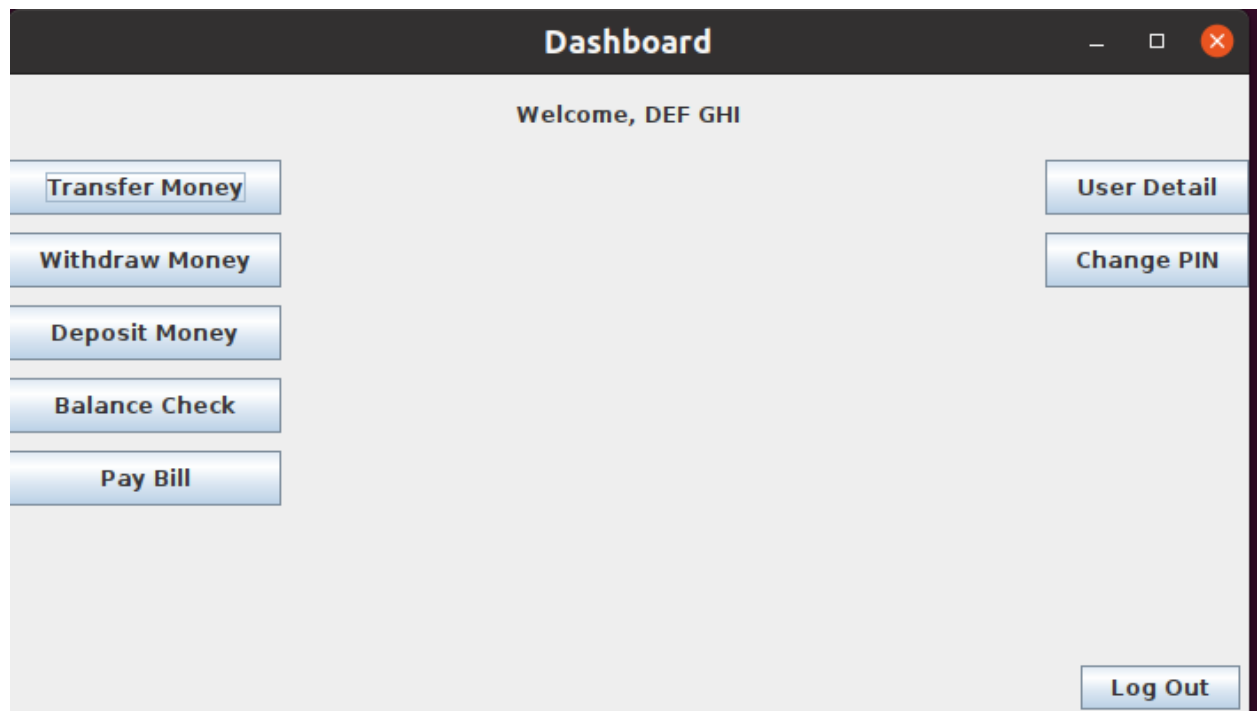 Dashboard
Welcome, DEF GHI
Transfer Money
User Detail
Withdraw Money
Change PIN
Deposit Money
Balance Check
Pay Bill
Log Out